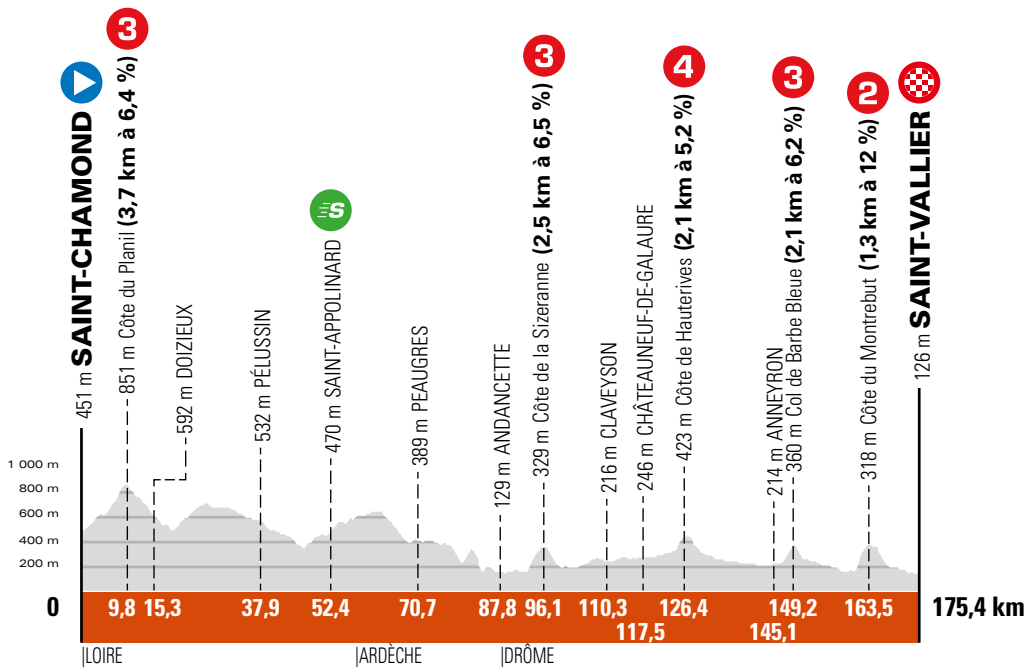 451 m SAINT-CHAMOND
3
851 m Côte du Planil (3,7 km à 6,4 %)
592 m DOIZIEUX
532 m PÉLUSSIN
S
470 m SAINT-APPOLINARD
389 m PEAUGRES
129 m ANDANCETTE
3
329 m Côte de la Sizeranne (2,5 km à 6,5 %)
216 m CLAVEYSON
246 m CHÂTEAUNEUF-DE-GALAURE
4
423 m Côte de Hauterives (2,1 km à 5,2 %)
214 m ANNEYRON
3
360 m Col de Barbe Bleue (2,1 km à 6,2 %)
2
318 m Côte du Montrebut (1,3 km à 12 %)
126 m SAINT-VALLIER
1 000 m
800 m
600 m
400 m
200 m
0 9,8 15,3 37,9 52,4 70,7 87,8 96,1 110,3 126,4 149,2 163,5 175,4 km
117,5 145,1
|LOIRE |ARDÈCHE |DRÔME